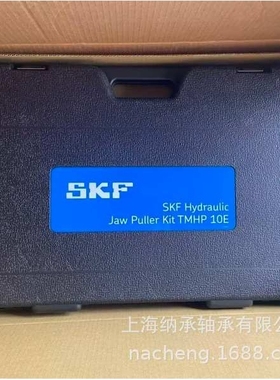 SKF
SKF Hydraulic
Jaw Puller Kit TMHP 10E
上海纳承轴承有限公司
nacheng.1688.com